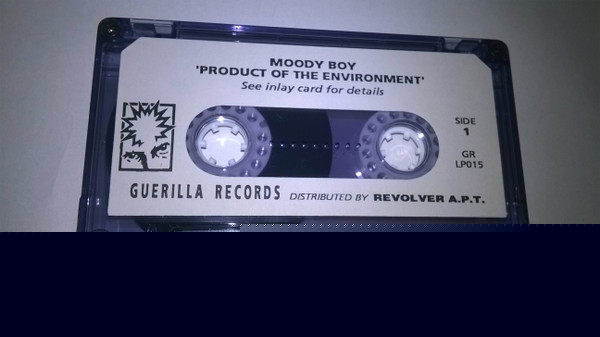 MOODY BOY
'PRODUCT OF THE ENVIRONMENT'
See inlay card for details
SIDE
1
GR
LP015
GUERILLA RECORDS DISTRIBUTED BY REVOLVER A.P.T.